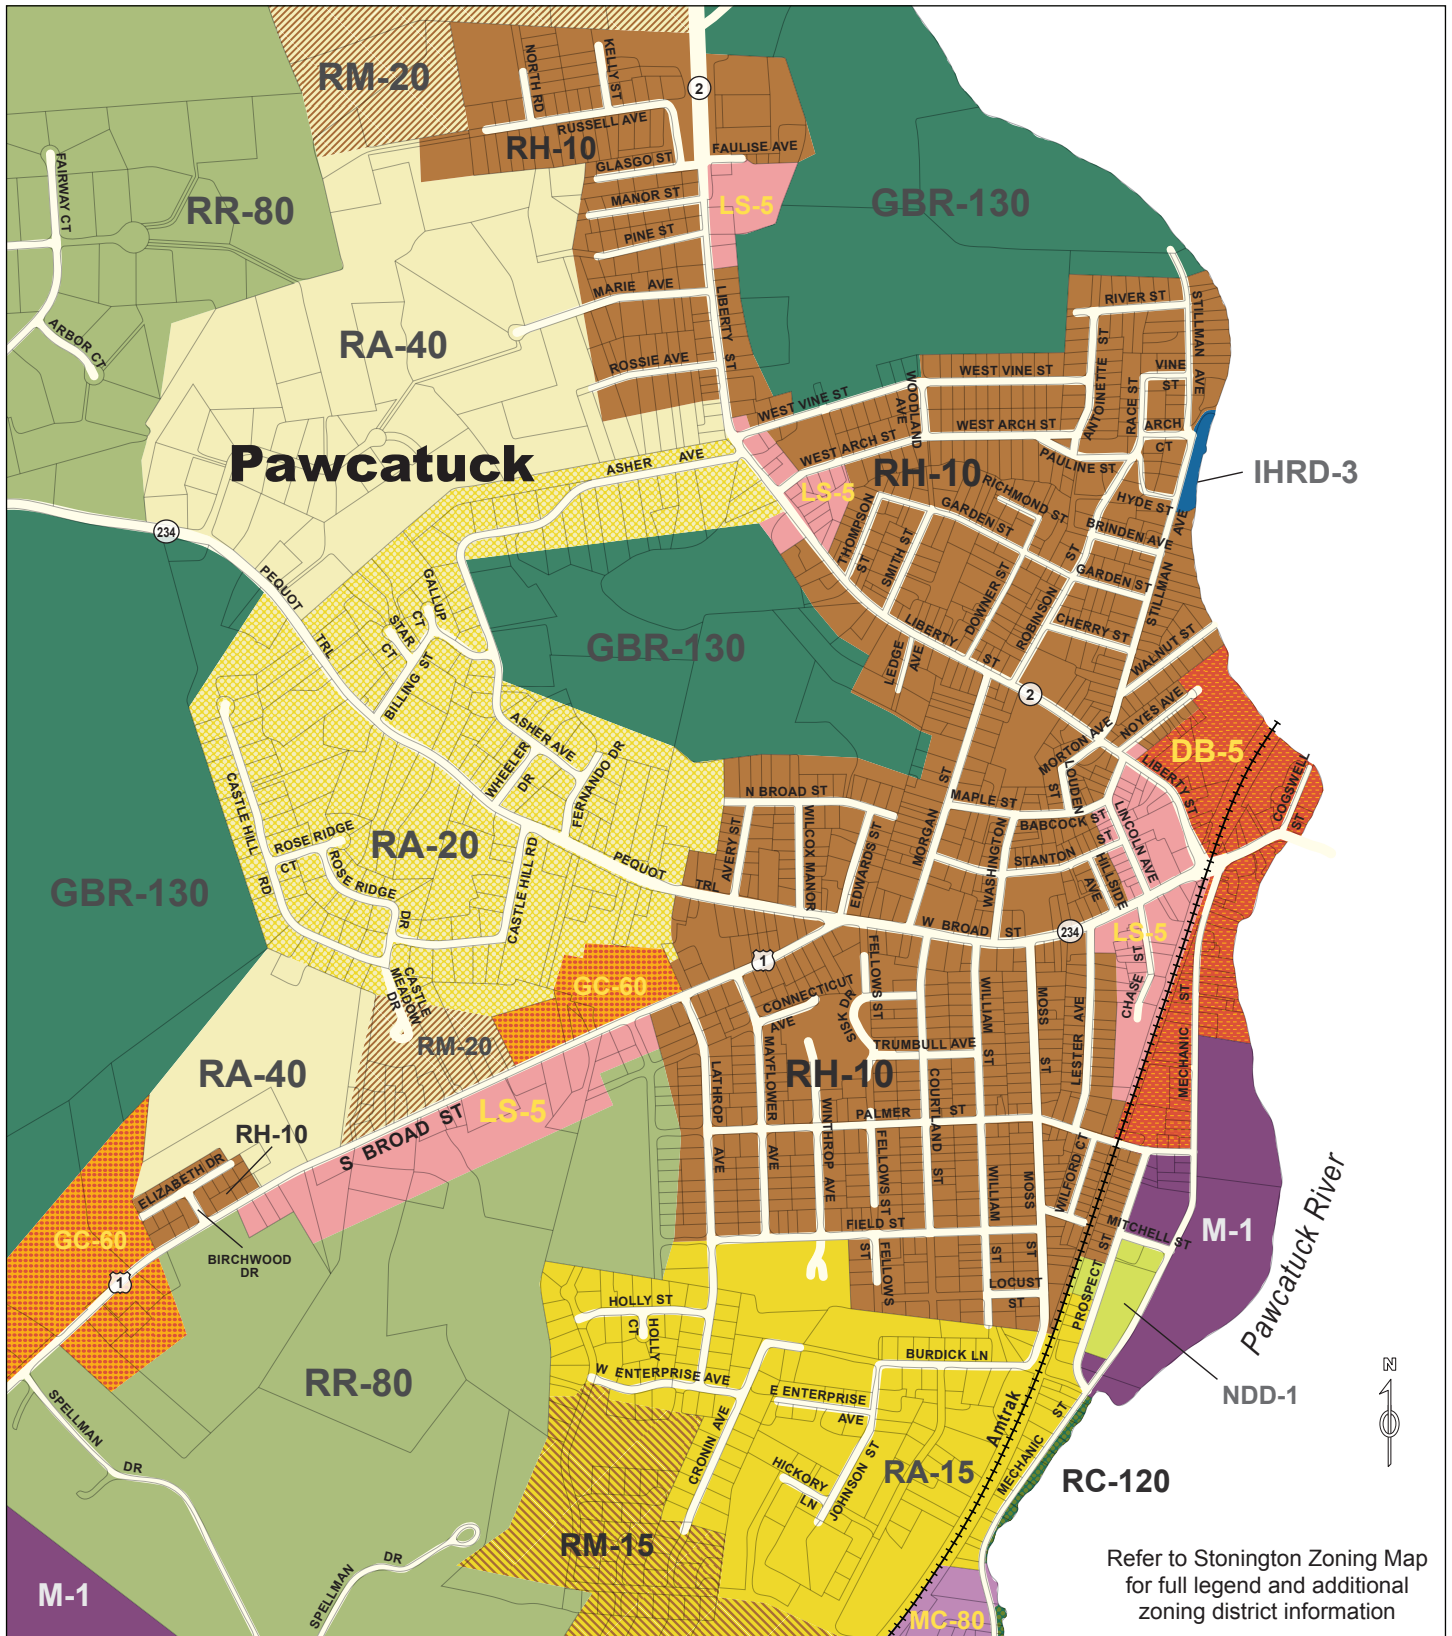 RM-20
NORTH RD
KELLY ST
2
RUSSELL AVE
RH-10
FAULISE AVE
GLASGO ST
FAIRWAY CT
RR-80
MANOR ST
LS-5
GBR-130
PINE ST
MARIE AVE
LIBERTY ST
RIVER ST
STILLMAN AVE
ARBOR CT
RA-40
ROSSIE AVE
WEST VINE ST
WEST VINE ST
WOODLAND AVE
ANTOINETTE ST
RACE ST
VINE ST
Pawcatuck
ASHER AVE
WEST ARCH ST
WEST ARCH ST
ARCH CT
PAULINE ST
RH-10
IHRD-3
LS-5
RICHMOND ST
GARDEN ST
HYDE ST
234
THOMPSON ST
SMITH ST
BRINDEN AVE
STILLMAN AVE
PEQUOT TRL
GALLUP CT
STAR CT
BILLING ST
GARDEN ST
DOWNER ST
ROBINSON ST
CHERRY ST
LIBERTY ST
GBR-130
LEDGE AVE
WALNUT ST
2
NOYES AVE
MORTON AVE
DB-5
ASHER AVE
WHEELER DR
FERNANDO DR
LIBERTY ST
COGSWELL ST
CASTLE HILL RD
N BROAD ST
MORGAN ST
MAPLE ST
LOUDEN ST
BABCOCK ST
LINCOLN AVE
ROSE RIDGE CT
RA-20
AVERY ST
WILCOX MANOR
EDWARDS ST
WASHINGTON ST
STANTON ST
HILLSIDE AVE
ROSE RIDGE DR
CASTLE HILL RD
PEQUOT TRL
GBR-130
W BROAD ST
234
LS-5
1
CASTLE MEADOW DR
GC-60
CONNECTICUT AVE
SISK DR
FELLOWS ST
WILLIAM ST
MOSS ST
LESTER AVE
CHASE ST
MECHANIC ST
RM-20
TRUMBULL AVE
RA-40
RH-10
LATHROP AVE
MAYFLOWER AVE
WINTHROP AVE
COURTLAND ST
PALMER ST
LS-5
S BROAD ST
RH-10
ELIZABETH DR
FELLOWS ST
WILLIAM ST
MOSS ST
WILFORD CT
FIELD ST
MITCHELL ST
M-1
GC-60
BIRCHWOOD DR
1
FELLOWS ST
LOCUST ST
PROSPECT ST
Pawcatuck River
HOLLY ST
HOLLY CT
BURDICK LN
N
W ENTERPRISE AVE
E ENTERPRISE AVE
RR-80
NDD-1
SPELLMAN DR
CRONIN AVE
Amtrak
MECHANIC ST
HICKORY LN
JOHNSON ST
RA-15
RC-120
RM-15
SPELLMAN DR
M-1
MC-80
Refer to Stonington Zoning Map
for full legend and additional
zoning district information